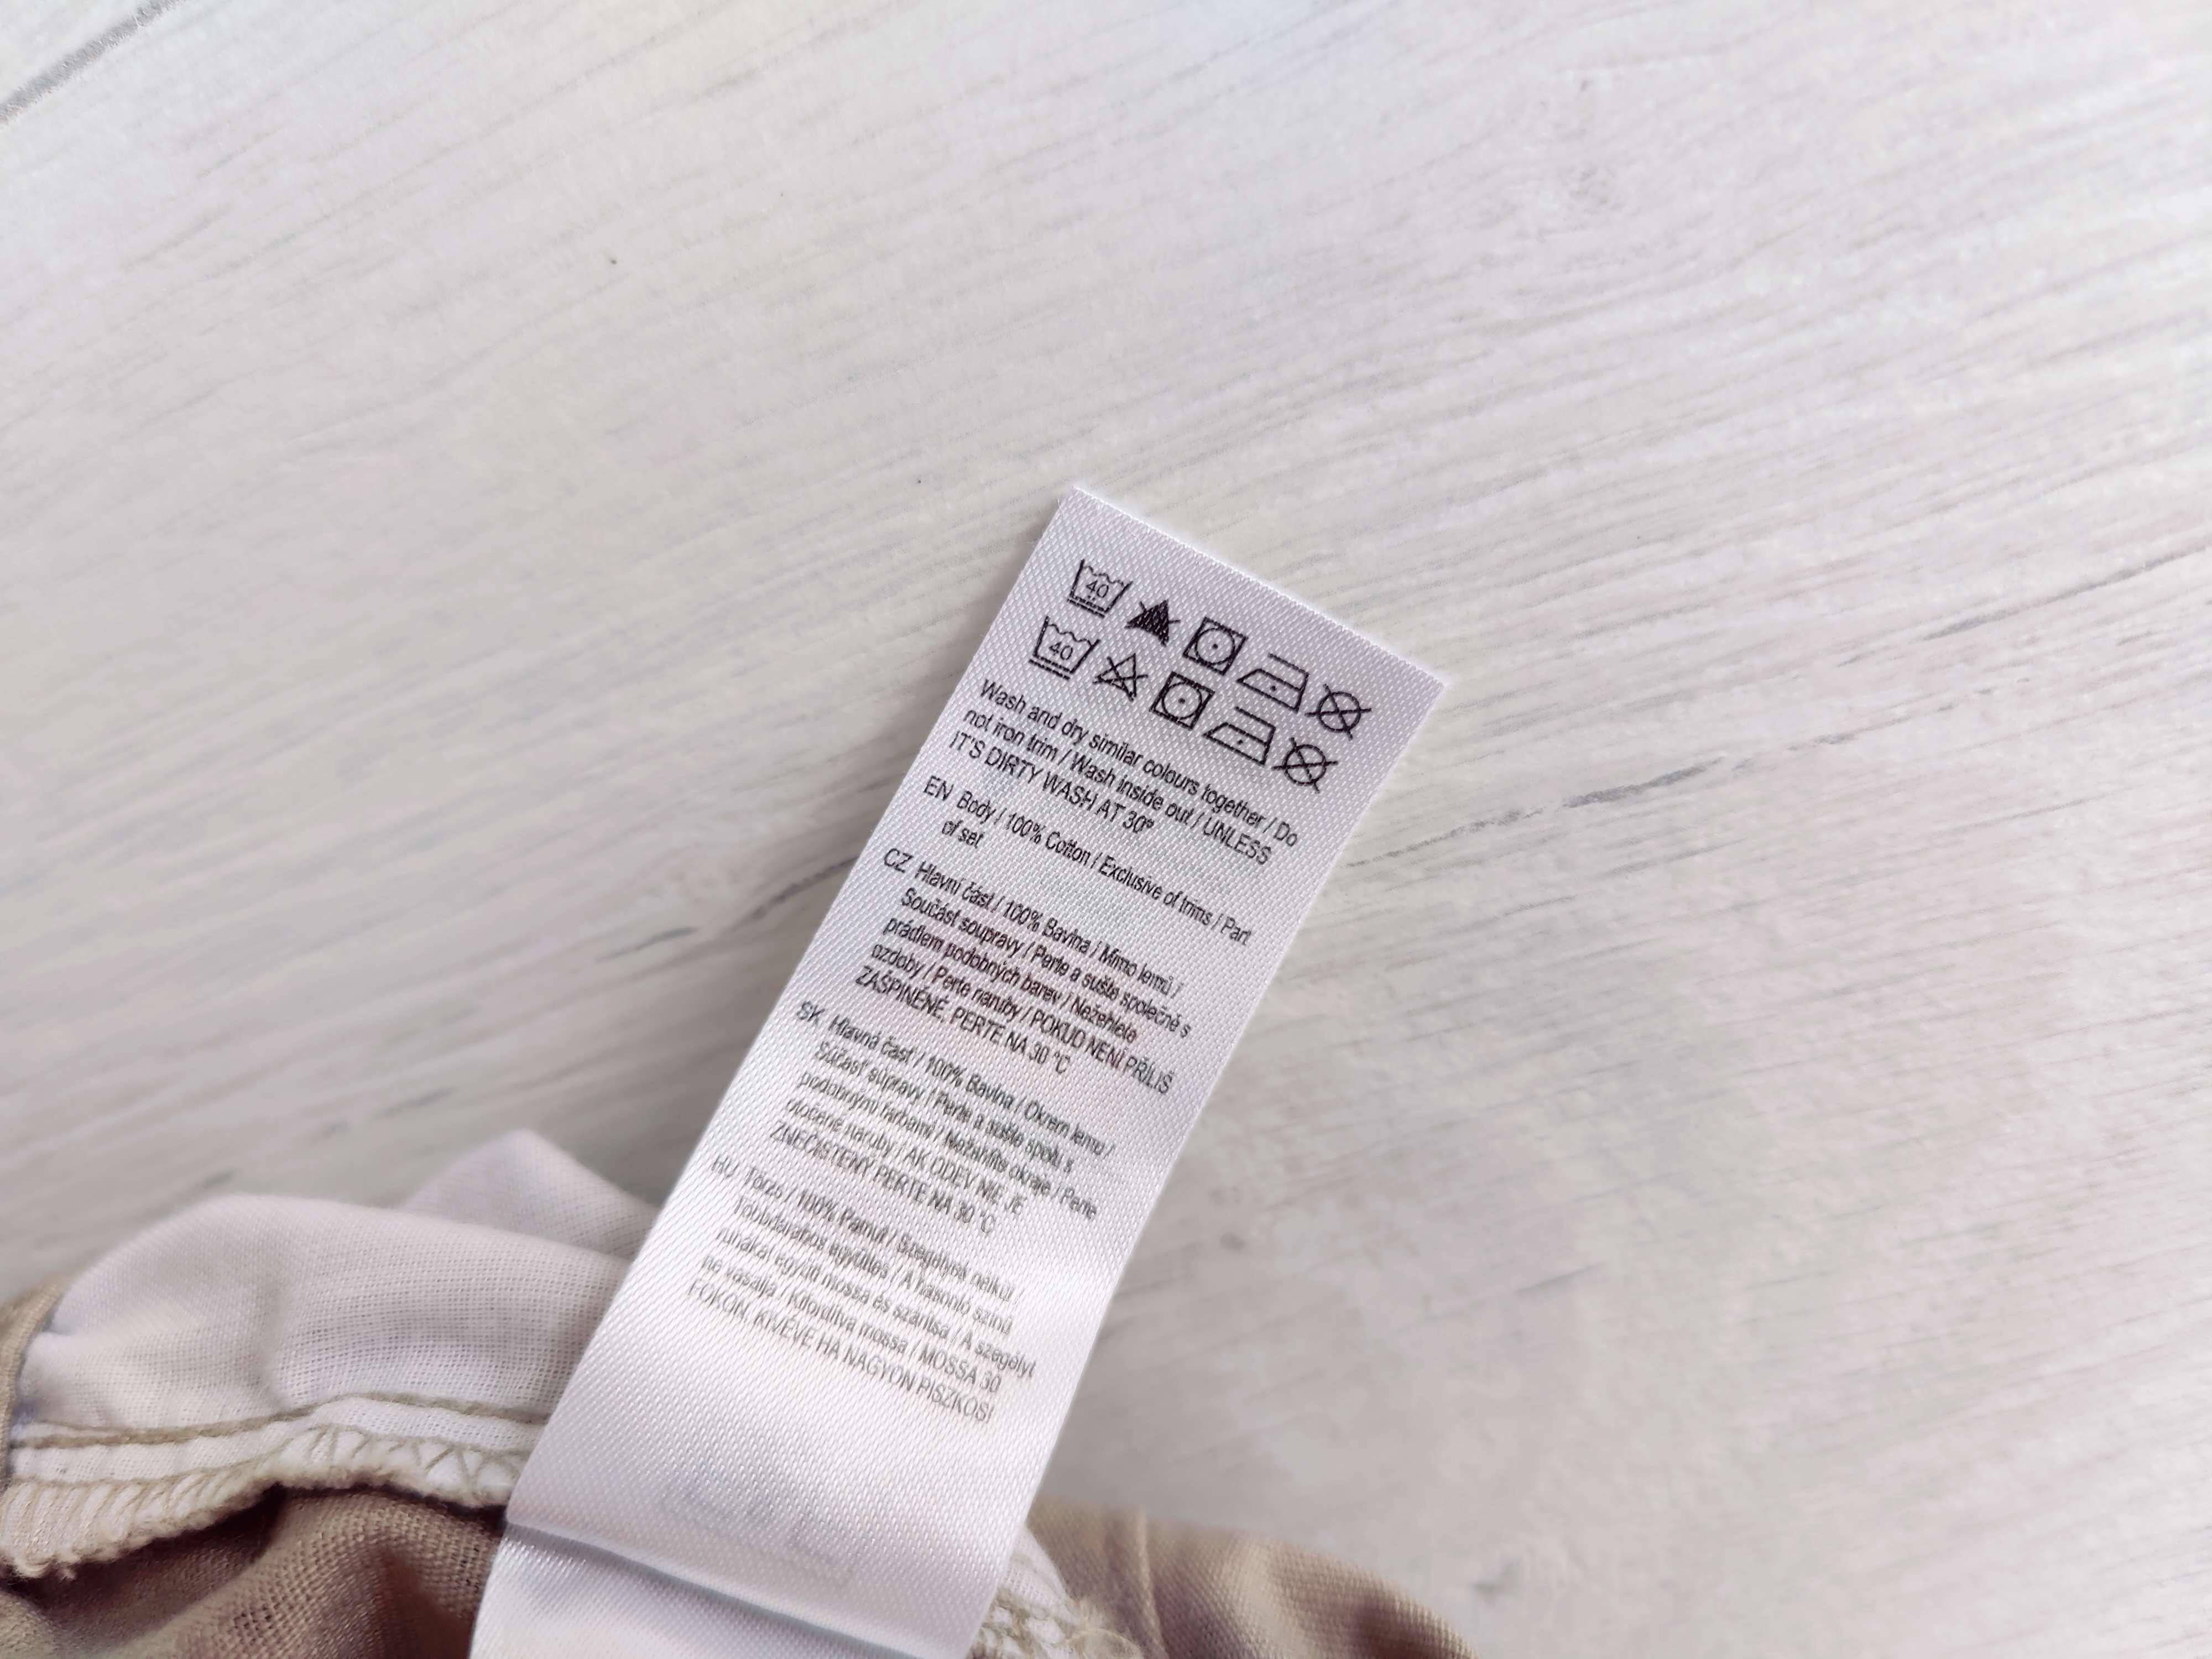 40
40
Wash and dry similar colours together / Do
not iron trim / Wash inside out / UNLESS
IT'S DIRTY WASH AT 30°
EN Body / 100% Cotton / Exclusive of trims / Part
of set
CZ Hlavní část / 100% Bavlna / Mimo lemů /
Součást soupravy / Perte a sušte společně s
prádlem podobných barev / Nežehlete
ozdoby / Perte naruby / POKUD NENÍ PŘÍLIŠ
ZAŠPINĚNÉ, PERTE NA 30 °C
SK Hlavná časť / 100% Bavlna / Okrem lemu /
Súčasť súpravy / Perte a sušte spolu s
podobnými farbami / Nežehlite okraje / Perte
otočené naruby / AK ODEV NIE JE
ZNEČISTENÝ PERTE NA 30 °C
HU Törzs / 100% Pamut / Szegélyek nélkül /
Többdarabos együttes / A hasonló színű
ruhákat együtt mossa és szárítsa / A szegélyt
ne vasalja / Kifordítva mossa / MOSSA 30
FOKON, KIVÉVE HA NAGYON PISZKOS!